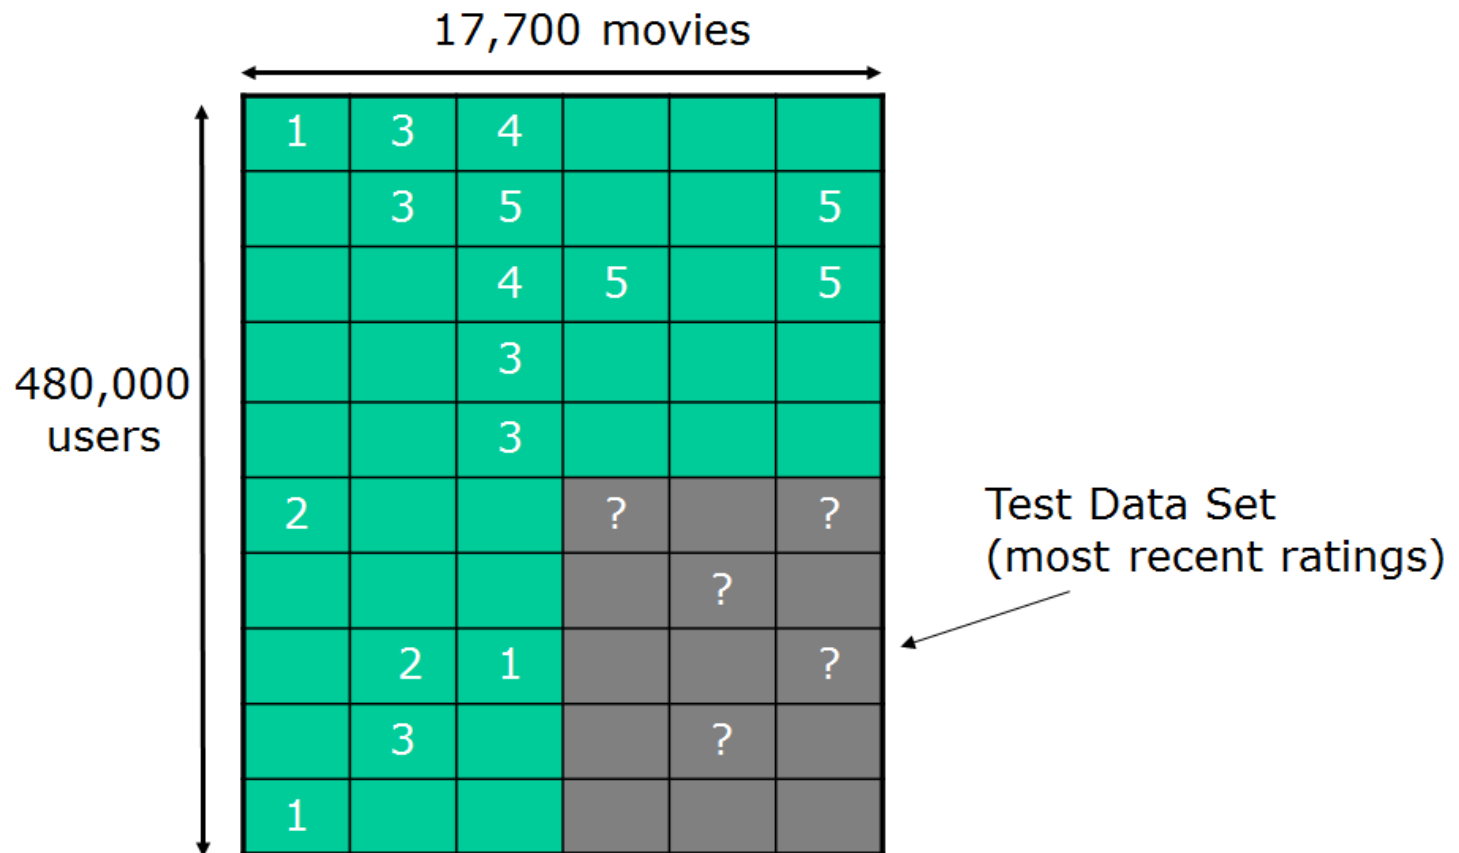 17,700 movies
1 3 4
3 5 5
4 5 5
3
480,000
users
3
2 ? ?
Test Data Set
(most recent ratings)
?
2 1 ?
3 ?
1